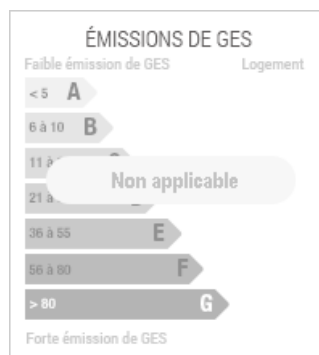 ÉMISSIONS DE GES
Faible émission de GES Logement
< 5 A
6 à 10 B
11 à
Non applicable
21 à
36 à 55 E
56 à 80 F
> 80 G
Forte émission de GES